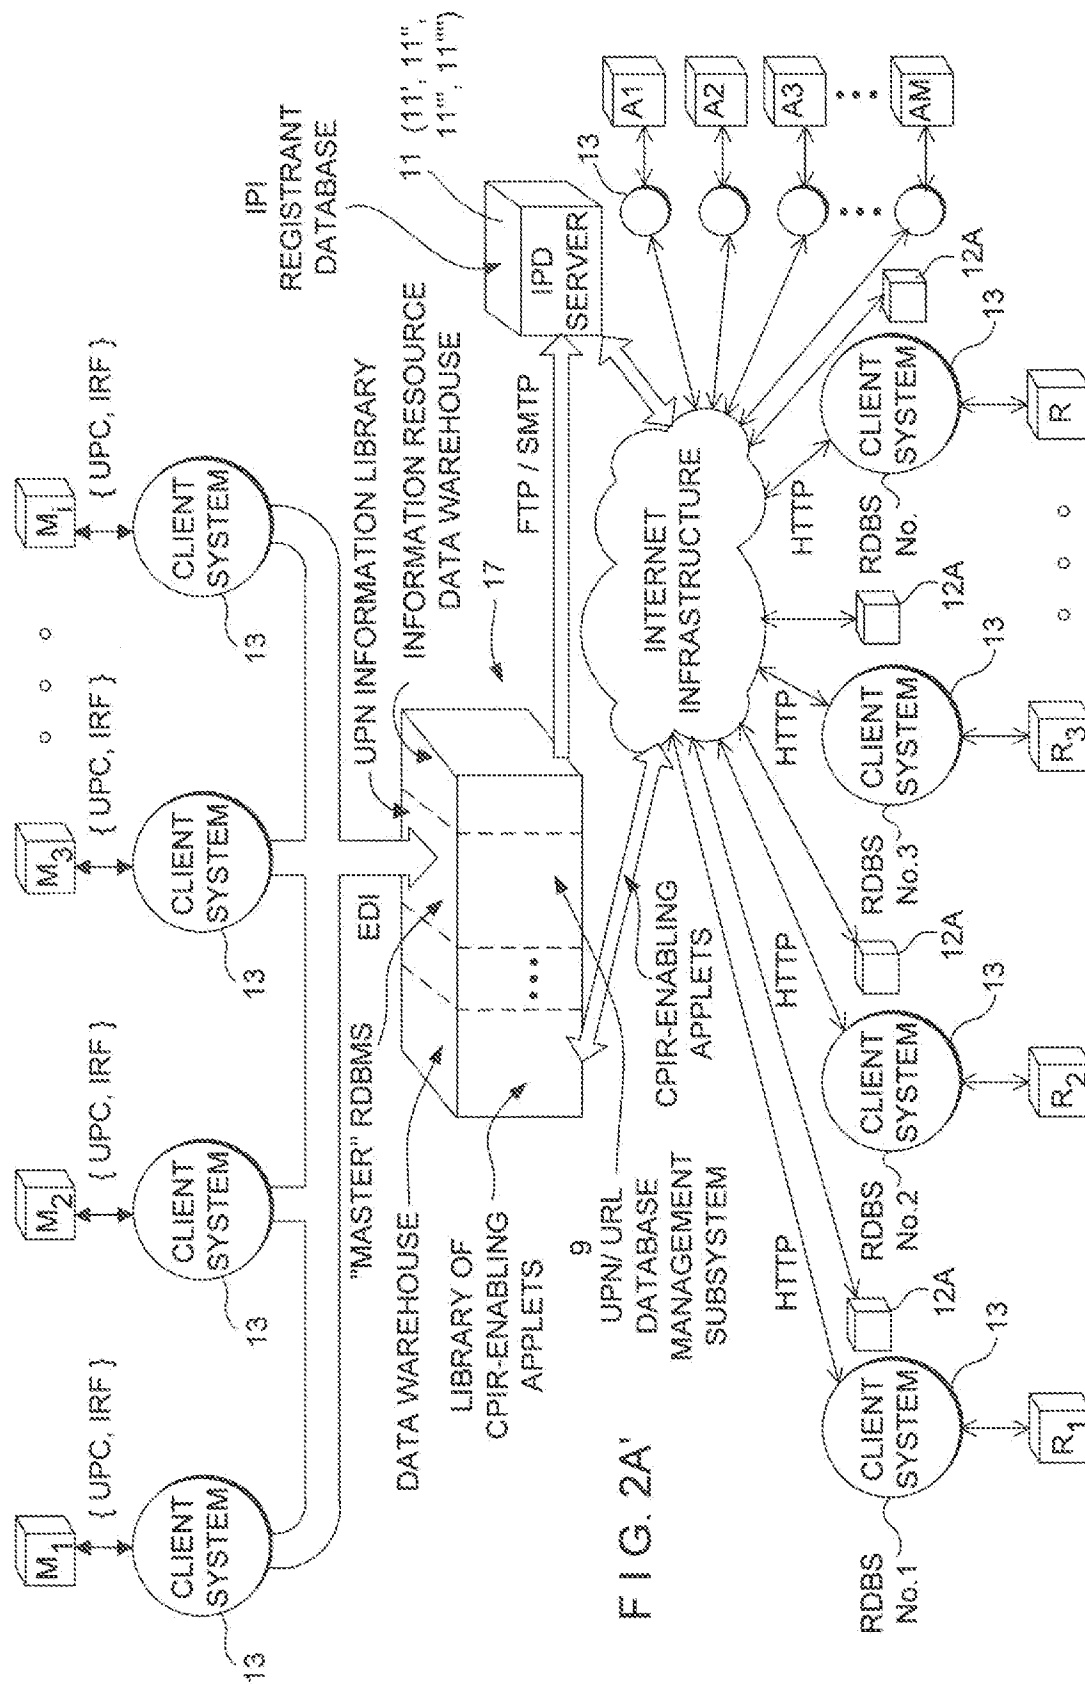 M1
{ UPC, IRF }
CLIENT
SYSTEM
13
M2
{ UPC, IRF }
CLIENT
SYSTEM
13
M3
{ UPC, IRF }
CLIENT
SYSTEM
13
{ UPC, IRF }
CLIENT
SYSTEM
13
EDI
"MASTER" RDBMS
DATA WAREHOUSE
LIBRARY OF
CPIR-ENABLING
APPLETS
UPN INFORMATION LIBRARY
INFORMATION RESOURCE
DATA WAREHOUSE
17
9
UPN/ URL
DATABASE
MANAGEMENT
SUBSYSTEM
CPIR-ENABLING
APPLETS
FTP / SMTP
IPI
REGISTRANT
DATABASE
11 (11', 11'',
11''', 11'''')
IPD
SERVER
INTERNET
INFRASTRUCTURE
13
A1
A2
A3
AM
HTTP
HTTP
HTTP
HTTP
12A
12A
12A
12A
RDBS
No.1
CLIENT
SYSTEM
13
R1
RDBS
No.2
CLIENT
SYSTEM
13
R2
RDBS
No.3
CLIENT
SYSTEM
13
R3
RDBS
No.
CLIENT
SYSTEM
13
R
FIG. 2A'